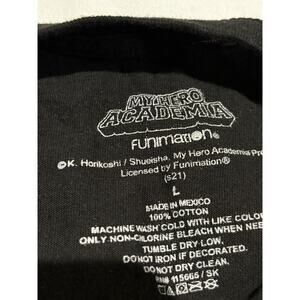 MY HERO
ACADEMIA
FUNIMATION®
©K. Horikoshi / Shueisha, My Hero Academia Pro
Licensed by Funimation®
(s21)
L
MADE IN MEXICO
100% COTTON
MACHINE WASH COLD WITH LIKE COLOR
ONLY NON-CHLORINE BLEACH WHEN NEE
TUMBLE DRY LOW.
DO NOT IRON IF DECORATED.
DO NOT DRY CLEAN.
115665 / SK